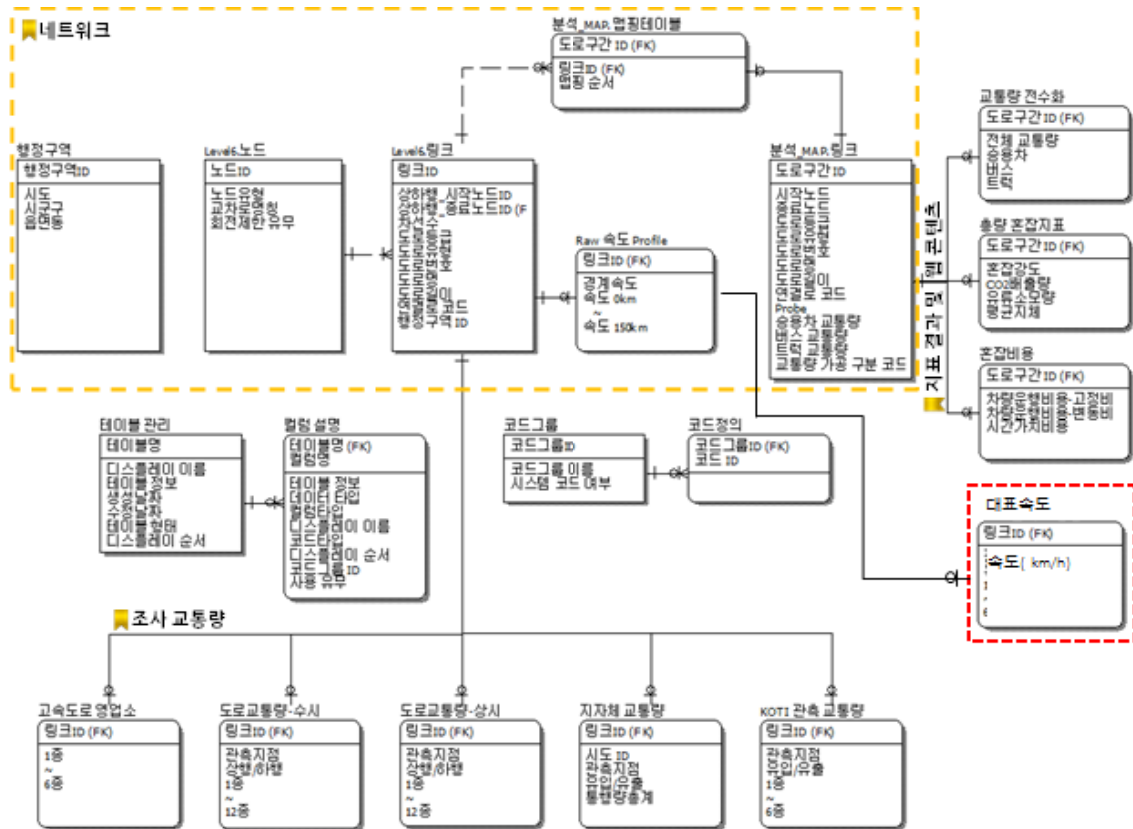 네트워크
분석_MAP.맵핑테이블
도로구간 ID (FK)
링크ID (FK)
맵핑 순서
행정구역
행정구역ID
시도
시군구
읍면동
Level6.노드
노드ID
노드유형
교차로명칭
회전제한 유무
Level6.링크
링크ID
상하행_시작노드ID
상하행_종료노드ID (F
차선수
행정구역 ID
Raw 속도 Profile
링크ID (FK)
경계 속도
속도 0km
~
속도 150km
분석_MAP.링크
도로구간 ID
시작노드
종료노드
연결로 코드
Probe
승용차 교통량
버스 교통량
트럭 교통량
교통량 가공 구분 코드
지표 결과 및 웹 콘텐츠
교통량 전수화
도로구간 ID (FK)
전체 교통량
승용차
버스
트럭
총량 혼잡지표
도로구간 ID (FK)
혼잡강도
CO2배출량
유류소모량
평균지체
혼잡비용
도로구간 ID (FK)
차량운행비용-고정비
차량운행비용-변동비
시간가치비용
테이블 관리
테이블명
디스플레이 이름
테이블정보
생성날자
수정날자
테이블상태
디스플레이 순서
컬럼 설명
테이블명 (FK)
컬럼명
테이블 정보
데이터 타입
컬럼타입
디스플레이 이름
코드타입
디스플레이 순서
코드그룹ID
사용 유무
코드그룹
코드그룹ID
코드그룹 이름
시스템 코드 여부
코드정의
코드그룹ID (FK)
코드 ID
대표속도
링크ID (FK)
속도( km/h)
1
~
6
조사 교통량
고속도로 영업소
링크ID (FK)
1종
~
6종
도로교통량-수시
링크ID (FK)
관측지점
상행/하행
1종
~
12종
도로교통량-상시
링크ID (FK)
관측지점
상행/하행
1종
~
12종
지자체 교통량
링크ID (FK)
시도 ID
관측지점
유입/유출
통행량총계
KOTI 관측 교통량
링크ID (FK)
관측지점
유입/유출
1종
~
6종